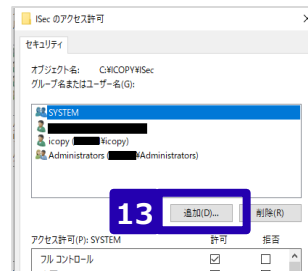 ISec のアクセス許可
セキュリティ
オブジェクト名: C:¥ICOPY¥ISec
グループ名またはユーザー名(G):
SYSTEM
icopy (¥icopy)
Administrators (¥Administrators)
13
追加(D)...
削除(R)
アクセス許可(P): SYSTEM 許可 拒否
フル コントロール